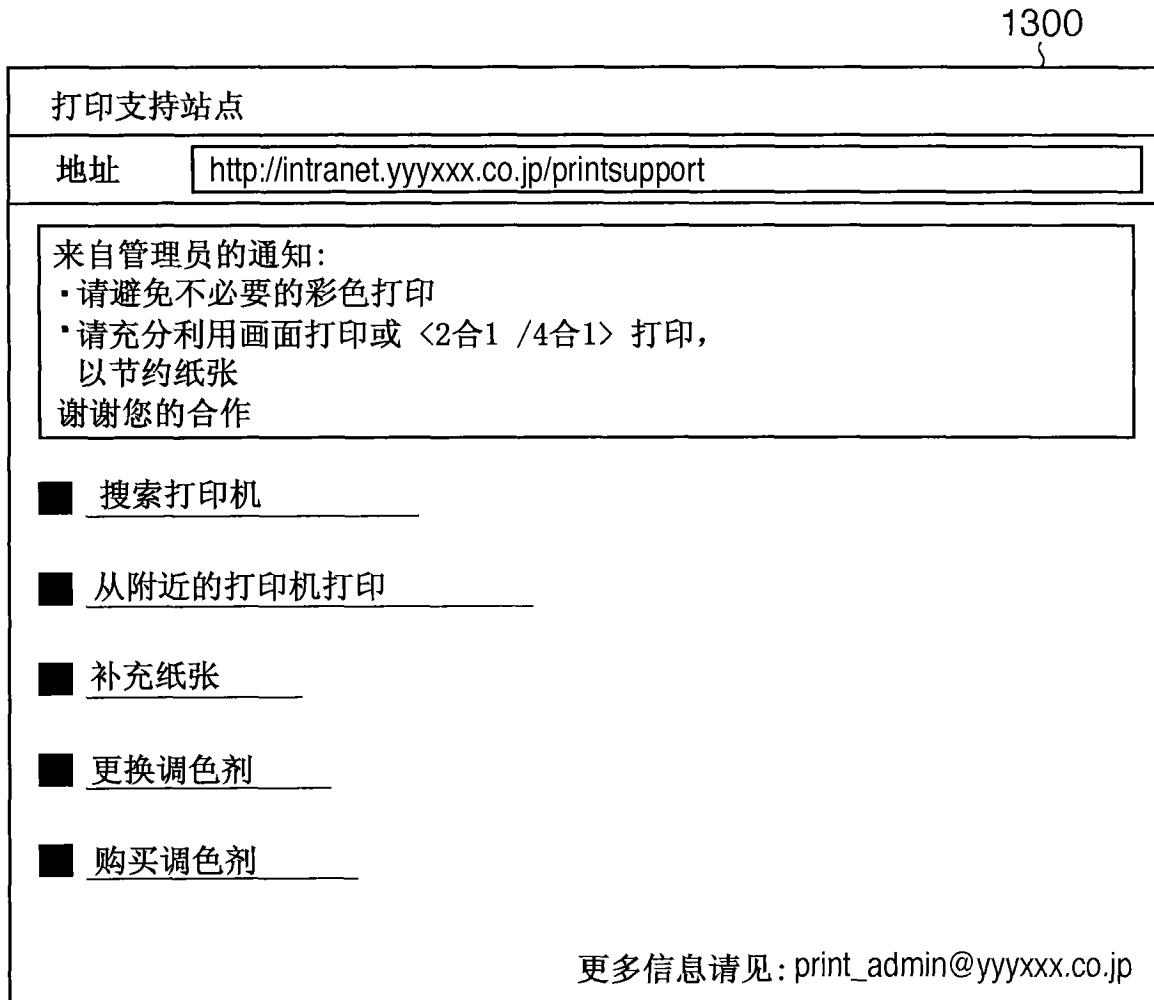 1300
打印支持站点
地址 http://intranet.yyyxxx.co.jp/printsupport
来自管理员的通知:
·请避免不必要的彩色打印
·请充分利用画面打印或 <2合1 /4合1> 打印,
以节约纸张
谢谢您的合作
■ 搜索打印机
■ 从附近的打印机打印
■ 补充纸张
■ 更换调色剂
■ 购买调色剂
更多信息请见: print_admin@yyyxxx.co.jp